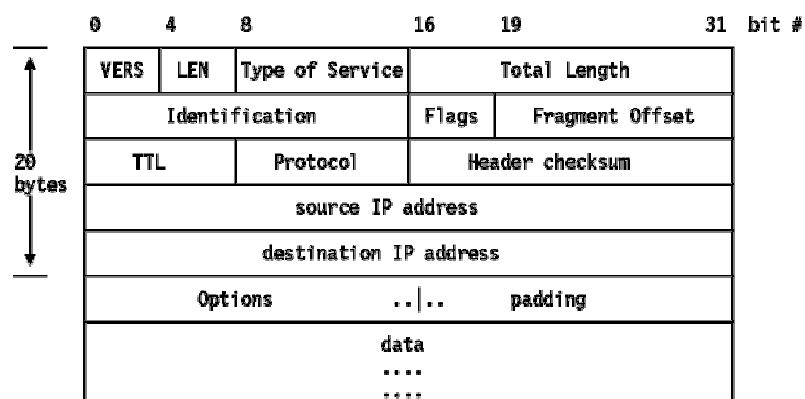 0 4 8 16 19 31 bit #
VERS LEN Type of Service Total Length
Identification Flags Fragment Offset
20
bytes
TTL Protocol Header checksum
source IP address
destination IP address
Options ..|.. padding
data
....
....